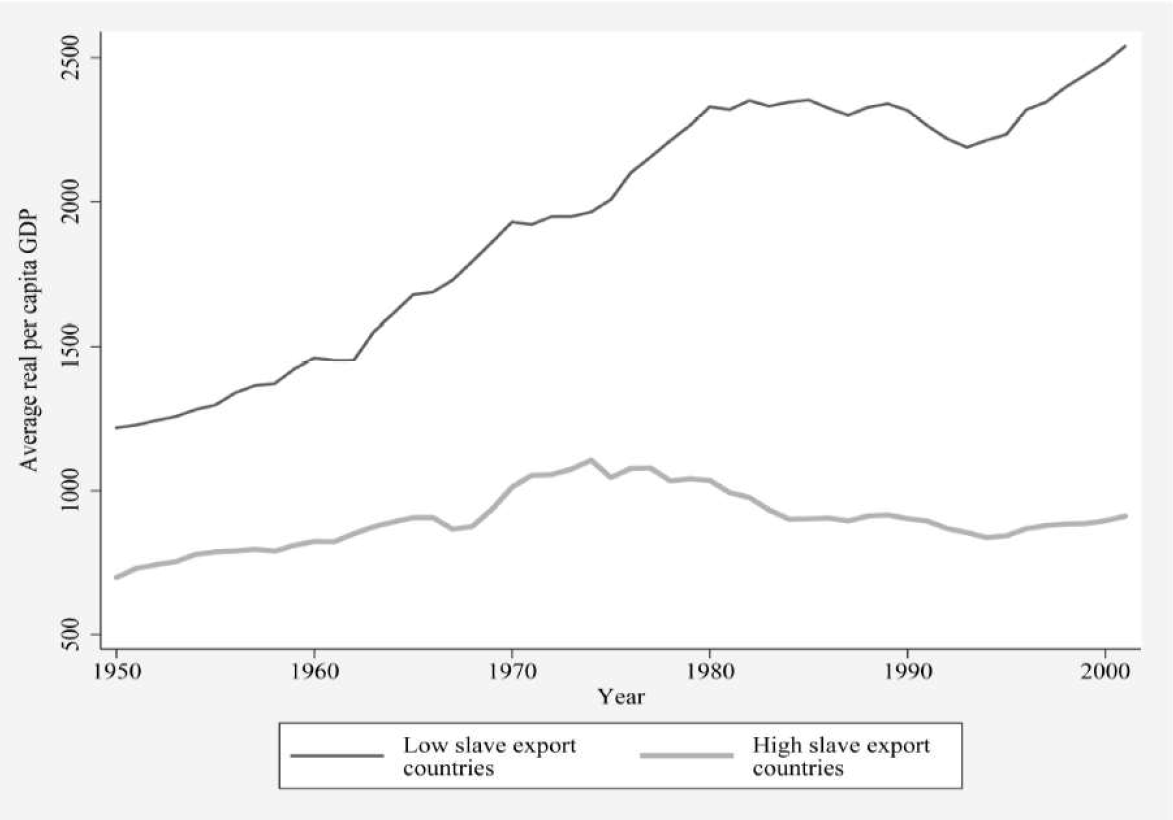 2500
2000
1500
1000
500
Average real per capita GDP
1950 1960 1970 1980 1990 2000
Year
Low slave export
countries
High slave export
countries